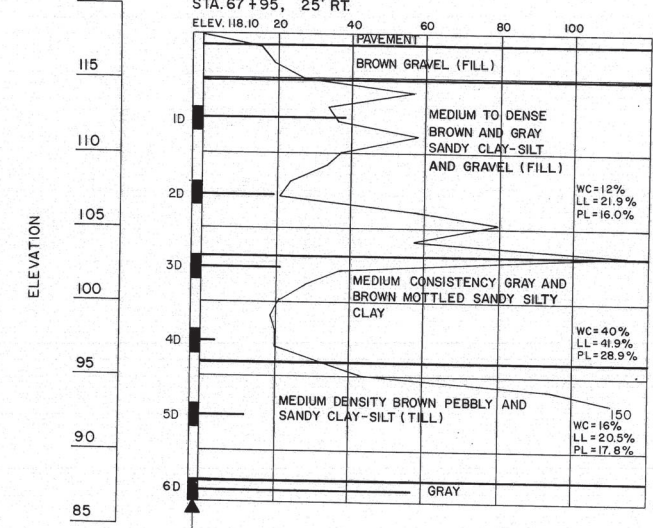 STA. 67+95, 25' RT.
ELEV. 118.10 20 40 60 80 100
PAVEMENT
BROWN GRAVEL (FILL)
115
1D
MEDIUM TO DENSE
BROWN AND GRAY
SANDY CLAY-SILT
AND GRAVEL (FILL)
110
2D
WC=12%
LL=21.9%
PL=16.0%
105
ELEVATION
3D
MEDIUM CONSISTENCY GRAY AND
BROWN MOTTLED SANDY SILTY
CLAY
100
4D
WC=40%
LL=41.9%
PL=28.9%
95
MEDIUM DENSITY BROWN PEBBLY AND
SANDY CLAY-SILT (TILL)
5D
150
WC=16%
LL=20.5%
PL=17.8%
90
6D
GRAY
85